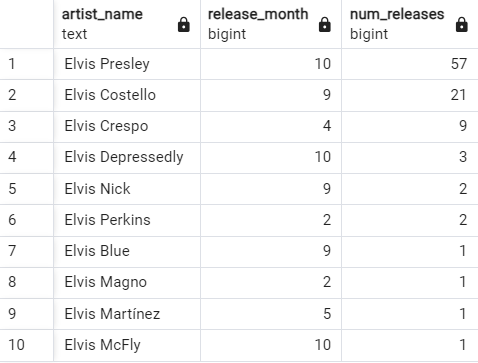 artist_name release_month num_releases
text bigint bigint
1 Elvis Presley 10 57
2 Elvis Costello 9 21
3 Elvis Crespo 4 9
4 Elvis Depressedly 10 3
5 Elvis Nick 9 2
6 Elvis Perkins 2 2
7 Elvis Blue 9 1
8 Elvis Magno 2 1
9 Elvis Martínez 5 1
10 Elvis McFly 10 1